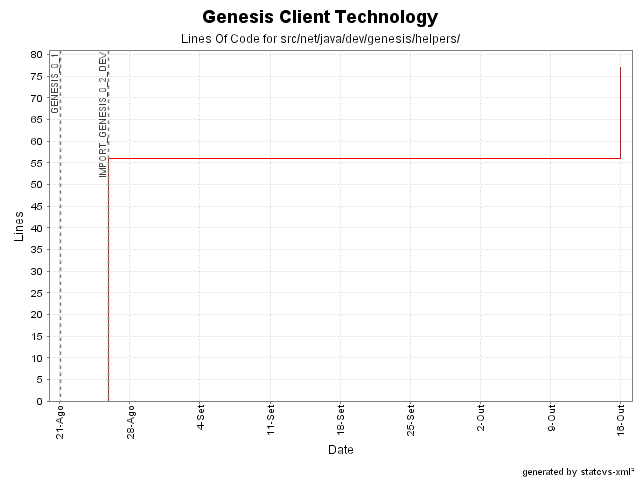 Genesis Client Technology
Lines Of Code for src/net/java/dev/genesis/helpers/
80
75
70
65
60
55
50
45
40
35
30
25
20
15
10
5
0
Lines
GENESIS_0_1
IMPORT_GENESIS_0_2_DEV
21-Ago
28-Ago
4-Set
11-Set
18-Set
25-Set
2-Out
9-Out
16-Out
Date
generated by statcvs-xml²